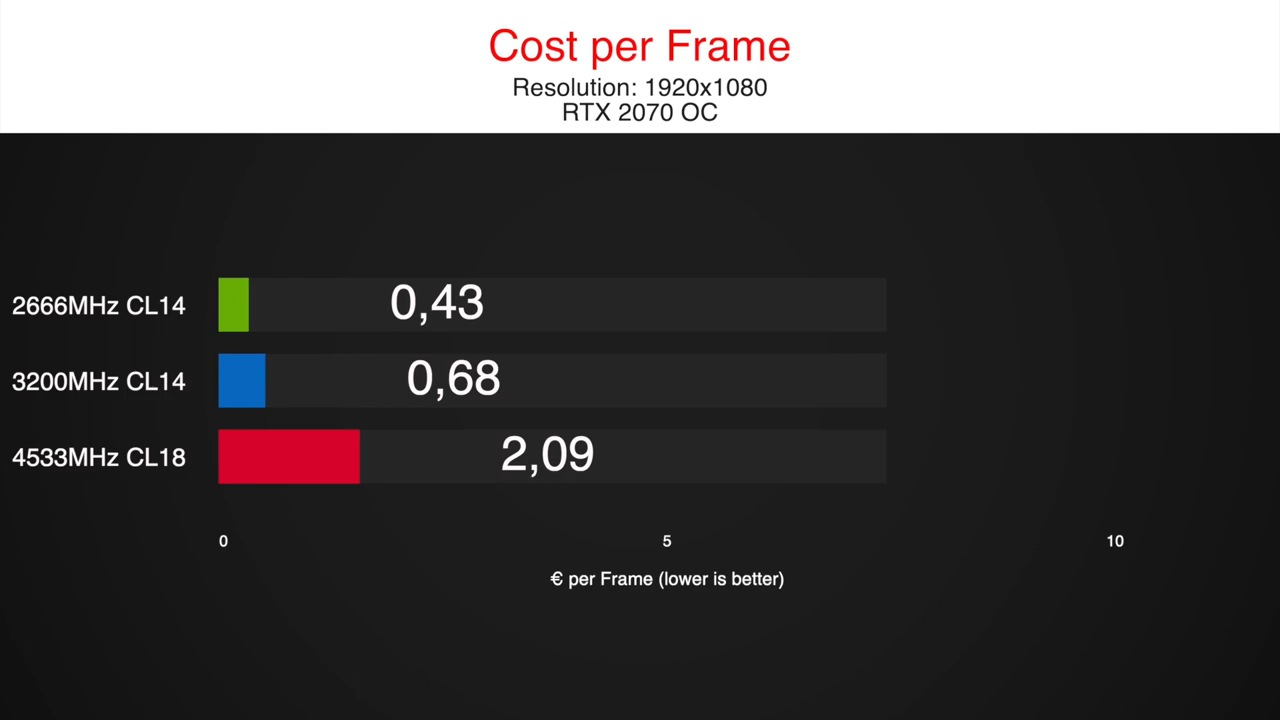 Cost per Frame
Resolution: 1920x1080
RTX 2070 OC
2666MHz CL14
0,43
3200MHz CL14
0,68
4533MHz CL18
2,09
0 5 10
€ per Frame (lower is better)